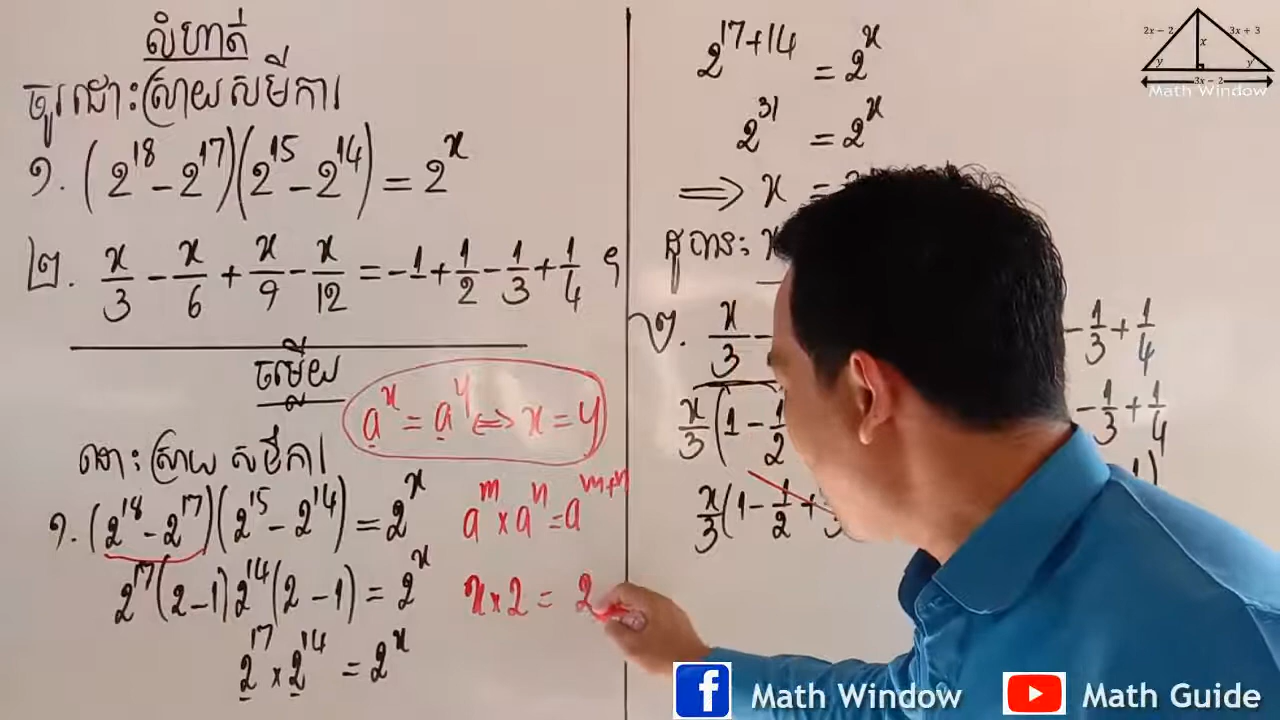 លំហាត់
ចូរដោះស្រាយសមីការ
១. (2^18 - 2^17)(2^15 - 2^14) = 2^x
២. x/3 - x/6 + x/9 - x/12 = -1 + 1/2 - 1/3 + 1/4 ។
ចម្លើយ
a^x = a^y ⟺ x = y
ដោះស្រាយ សមីការ
១. (2^18 - 2^17)(2^15 - 2^14) = 2^x
a^m × a^n = a^(m+n)
2^17(2-1)2^14(2-1) = 2^x
x × 2 = 2
2^17 × 2^14 = 2^x
2^(17+14) = 2^x
2^31 = 2^x
⟹ x =
ដូចនេះ x
២. x/3 - - 1/3 + 1/4
x/3(1 - 1/2 - 1/3 + 1/4
x/3(1 - 1/2 +
2x - 2
3x + 3
x
y
y
3x - 2
Math Window
Math Window
Math Guide